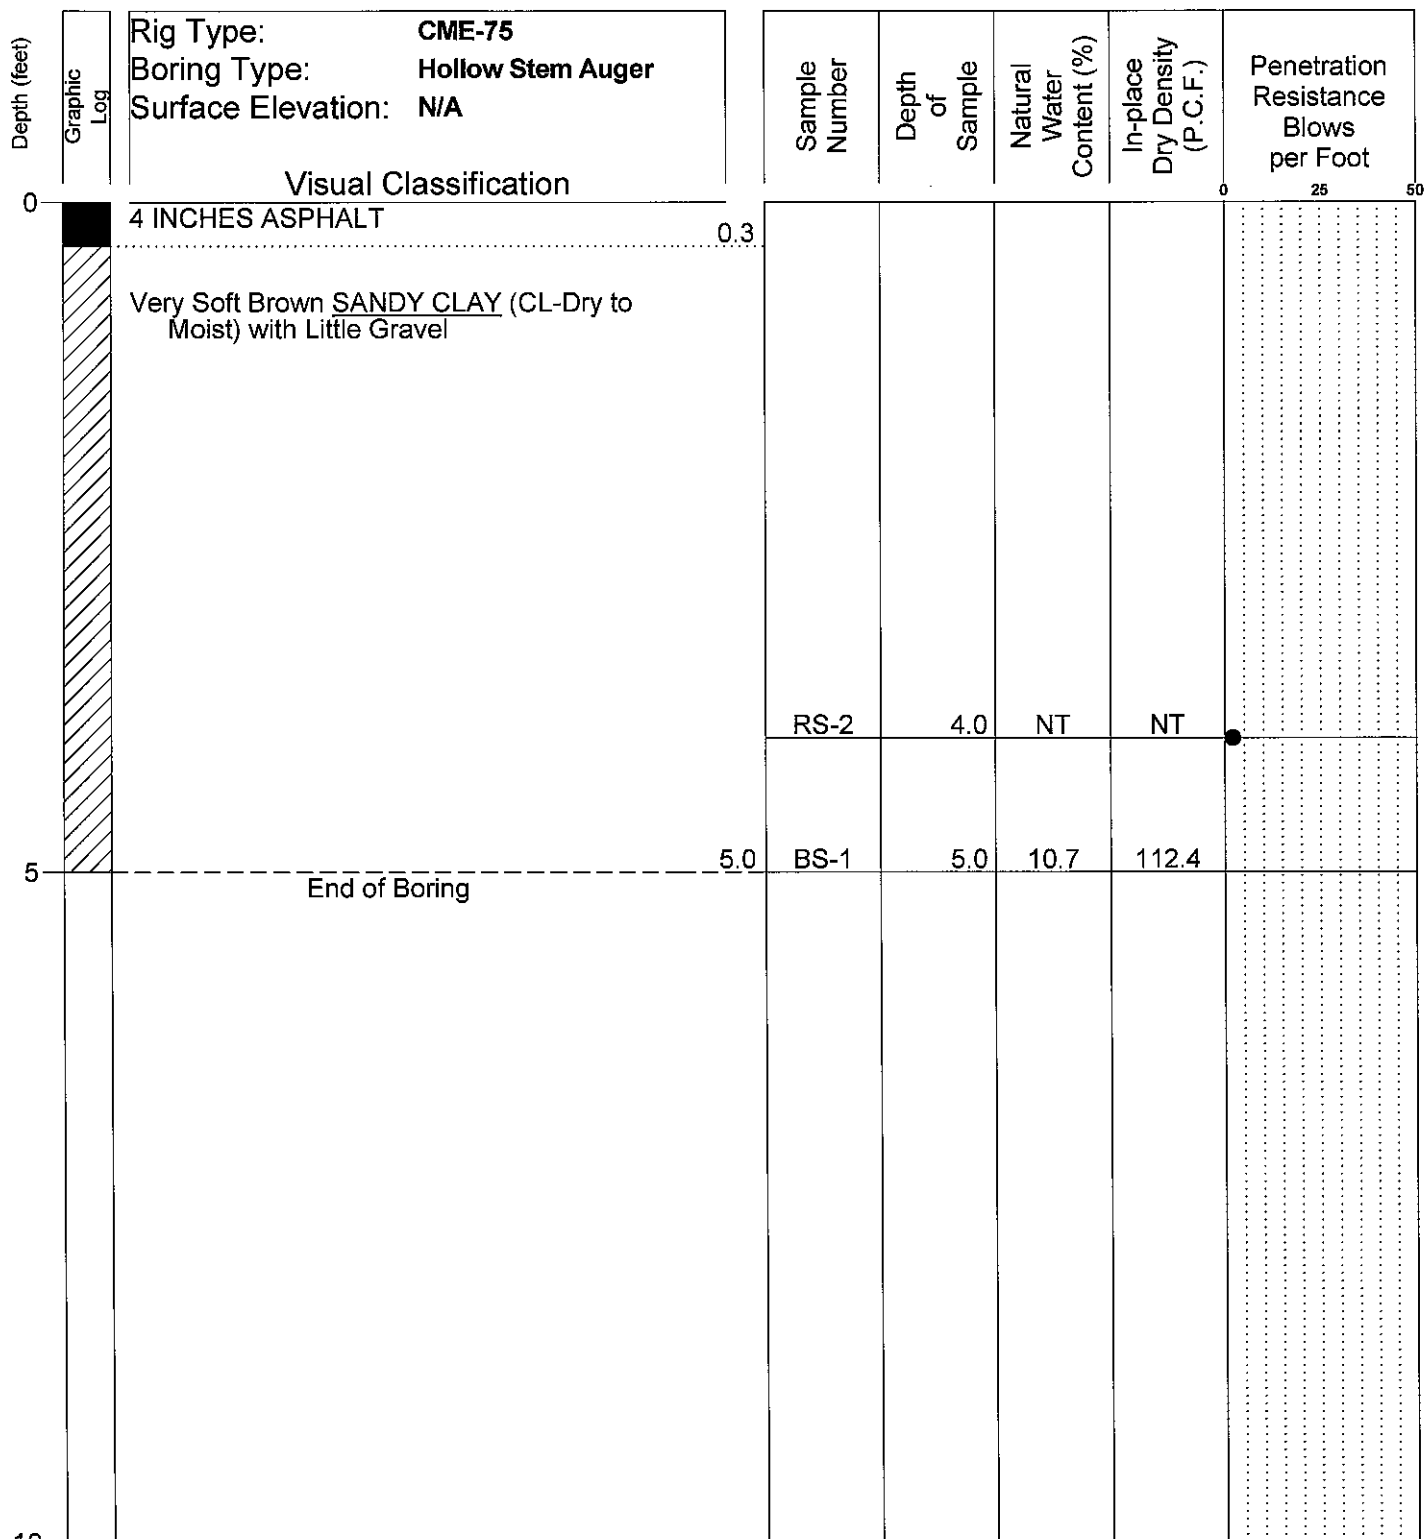 Depth (feet)
Graphic
Log
Rig Type: CME-75
Boring Type: Hollow Stem Auger
Surface Elevation: N/A
Visual Classification
Sample
Number
Depth
of
Sample
Natural
Water
Content (%)
In-place
Dry Density
(P.C.F.)
Penetration
Resistance
Blows
per Foot
0 25 50
0
4 INCHES ASPHALT
0.3
Very Soft Brown SANDY CLAY (CL-Dry to
Moist) with Little Gravel
RS-2 4.0 NT NT
5 5.0 BS-1 5.0 10.7 112.4
End of Boring